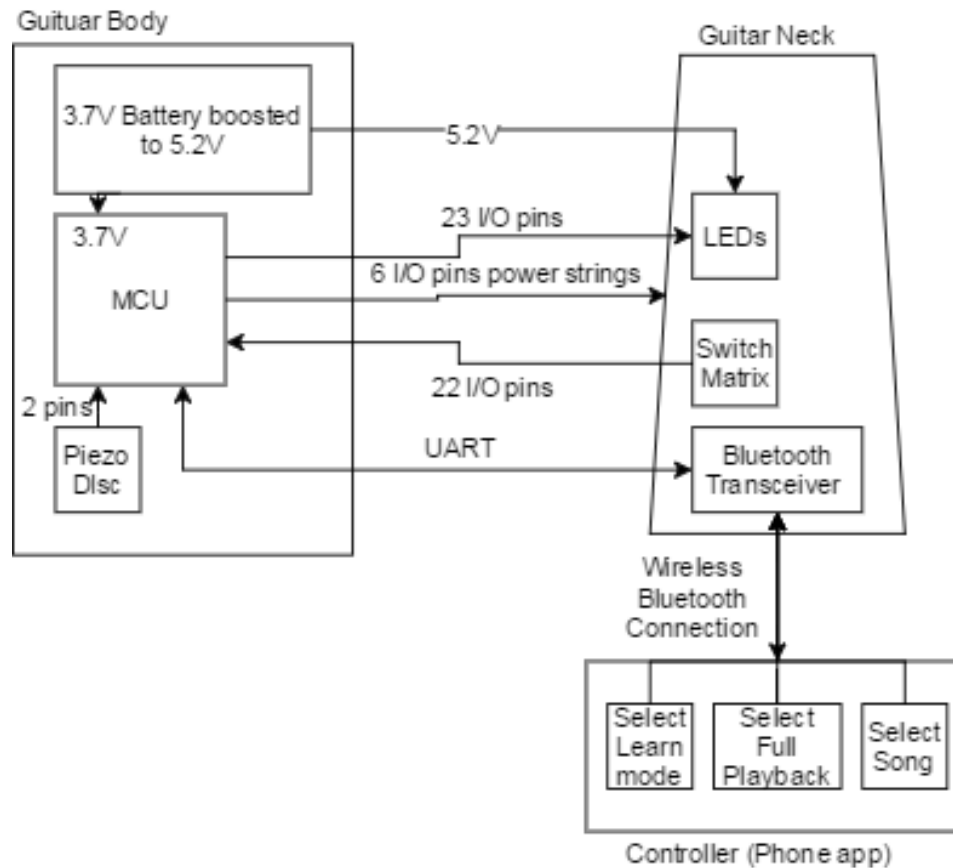 Guituar Body
Guitar Neck
3.7V Battery boosted
to 5.2V
5.2V
3.7V
MCU
23 I/O pins
LEDs
6 I/O pins power strings
Switch
Matrix
22 I/O pins
2 pins
Piezo
DIsc
UART
Bluetooth
Transceiver
Wireless
Bluetooth
Connection
Select
Learn
mode
Select
Full
Playback
Select
Song
Controller (Phone app)